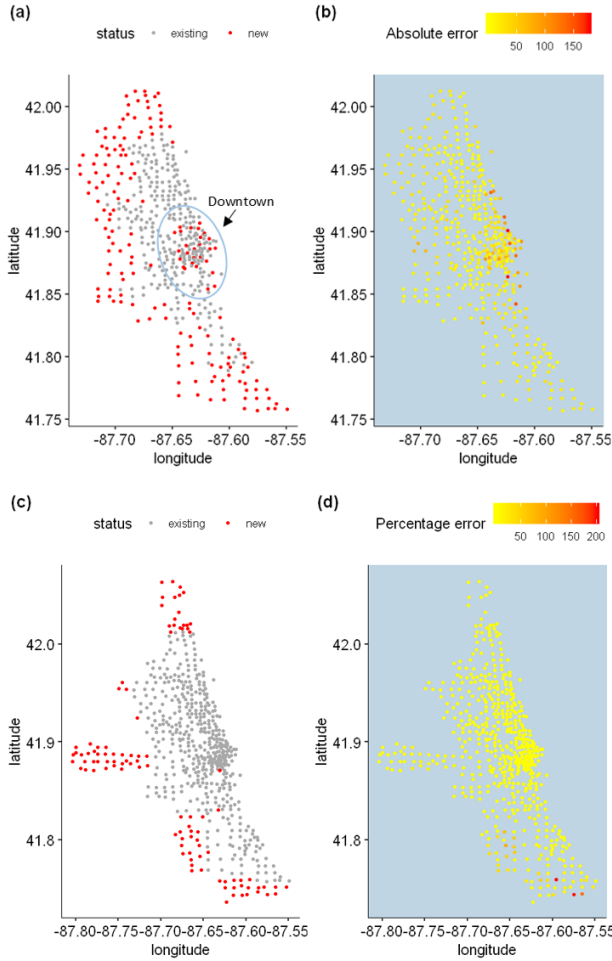 (a)
status existing new
42.00
41.95
41.90
41.85
41.80
41.75
latitude
Downtown
-87.70 -87.65 -87.60 -87.55
longitude
(b)
Absolute error
50 100 150
42.00
41.95
41.90
41.85
41.80
41.75
latitude
-87.70 -87.65 -87.60 -87.55
longitude
(c)
status existing new
42.0
41.9
41.8
latitude
-87.80 -87.75 -87.70 -87.65 -87.60 -87.55
longitude
(d)
Percentage error
50 100 150 200
42.0
41.9
41.8
latitude
-87.80-87.75-87.70-87.65-87.60-87.55
longitude